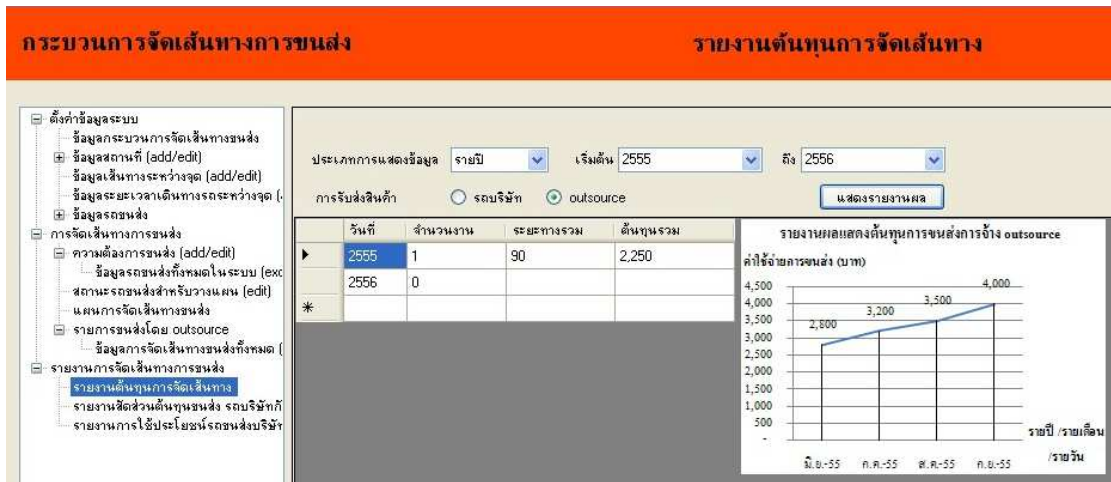 กระบวนการจัดเส้นทางการขนส่ง
รายงานต้นทุนการจัดเส้นทาง
ตั้งค่าข้อมูลระบบ
ข้อมูลกระบวนการจัดเส้นทางขนส่ง
ข้อมูลสถานที่ (add/edit)
ข้อมูลเส้นทางระหว่างจุด (add/edit)
ข้อมูลระยะเวลาเดินทางรถระหว่างจุด (
ข้อมูลรถขนส่ง
การจัดเส้นทางการขนส่ง
ความต้องการขนส่ง (add/edit)
ข้อมูลรถขนส่งทั้งหมดในระบบ (exc
สถานะรถขนส่งสำหรับวางแผน (edit)
แผนการจัดเส้นทางขนส่ง
รายการขนส่งโดย outsource
ข้อมูลการจัดเส้นทางขนส่งทั้งหมด (
รายงานการจัดเส้นทางการขนส่ง
รายงานต้นทุนการจัดเส้นทาง
รายงานสัดส่วนต้นทุนขนส่ง รถบริษัทกั
รายงานการใช้ประโยชน์รถขนส่งบริษัท
ประเภทการแสดงข้อมูล รายปี เริ่มต้น 2555 ถึง 2556
การรับส่งสินค้า รถบริษัท outsource แสดงรายงานผล
วันที่ จำนวนงาน ระยะทางรวม ต้นทุนรวม
2555 1 90 2,250
2556 0
*
รายงานผลแสดงต้นทุนการขนส่งการจ้าง outsource
ค่าใช้จ่ายการขนส่ง (บาท)
4,500
4,000
3,500
3,000
2,500
2,000
1,500
1,000
500
-
2,800
3,200
3,500
4,000
มิ.ย.-55 ก.ค.-55 ส.ค.-55 ก.ย.-55
รายปี /รายเดือน
/รายวัน